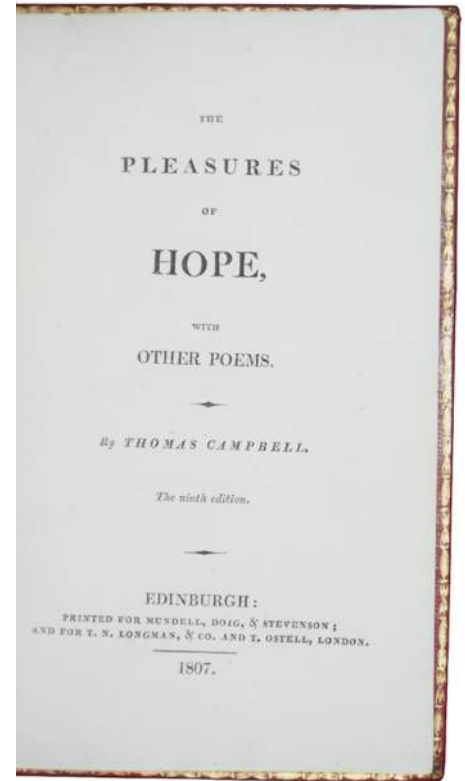 THE
PLEASURES
OF
HOPE,
WITH
OTHER POEMS.
By THOMAS CAMPBELL.
The ninth edition.
EDINBURGH:
PRINTED FOR MUNDELL, DOIG, & STEVENSON;
AND FOR T. N. LONGMAN, & CO. AND T. OSTELL, LONDON.
1807.